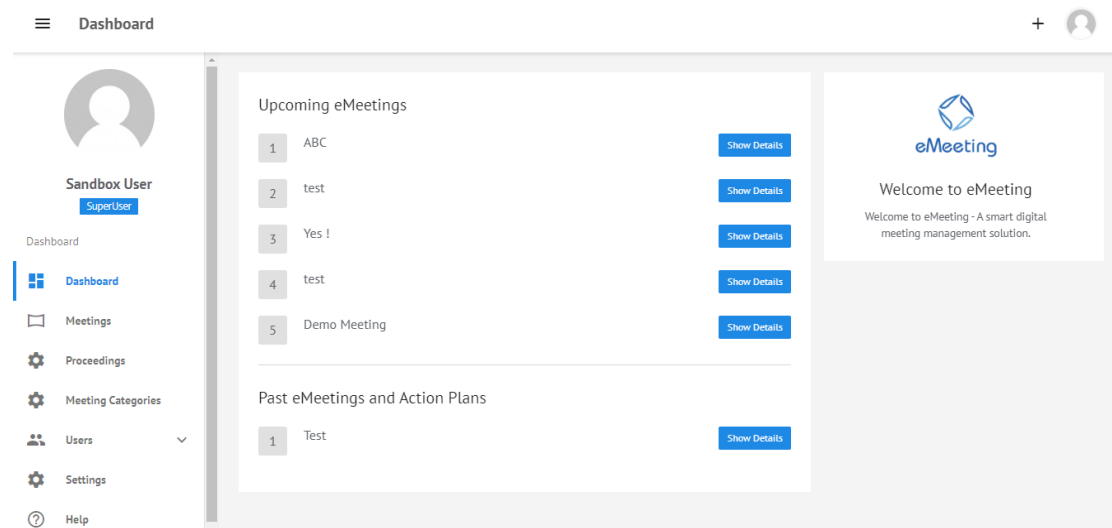 Dashboard
+
Sandbox User
SuperUser
Dashboard
Dashboard
Meetings
Proceedings
Meeting Categories
Users
Settings
Help
Upcoming eMeetings
1 ABC Show Details
2 test Show Details
3 Yes ! Show Details
4 test Show Details
5 Demo Meeting Show Details
Past eMeetings and Action Plans
1 Test Show Details
eMeeting
Welcome to eMeeting
Welcome to eMeeting - A smart digital
meeting management solution.